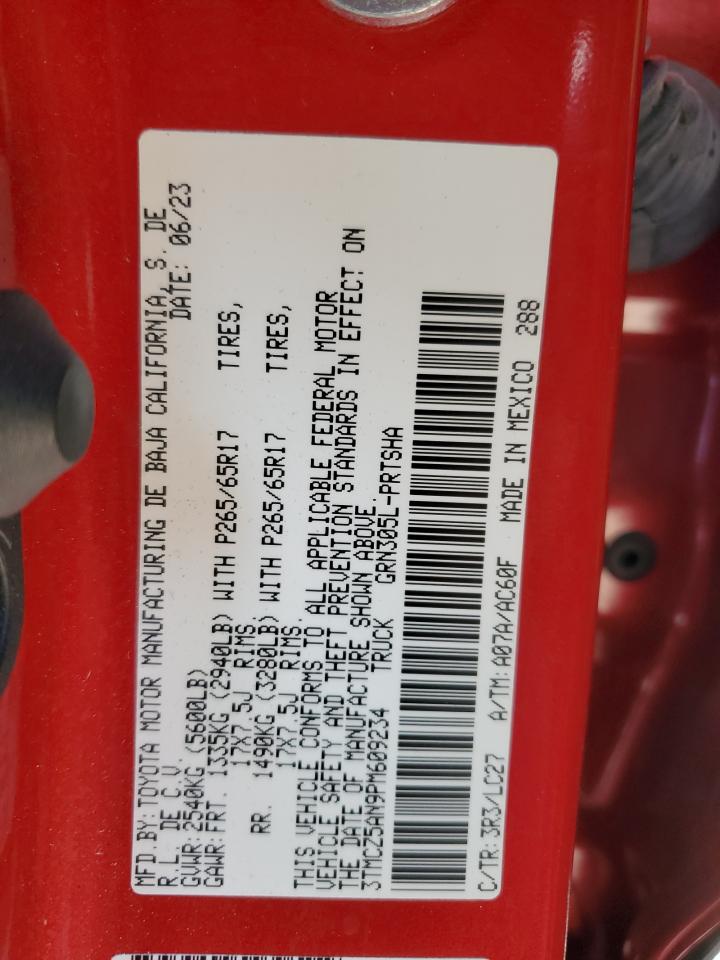 MFD.BY:TOYOTA MOTOR MANUFACTURING DE BAJA CALIFORNIA, S. DE
R.L. DE C.V. DATE: 06/23
GVWR:2540KG (5600LB)
GAWR:FRT. 1335KG (2940LB) WITH P265/65R17 TIRES,
17X7.5J RIMS.
RR. 1490KG (3280LB) WITH P265/65R17 TIRES,
17X7.5J RIMS.
THIS VEHICLE CONFORMS TO ALL APPLICABLE FEDERAL MOTOR
VEHICLE SAFETY AND THEFT PREVENTION STANDARDS IN EFFECT ON
THE DATE OF MANUFACTURE SHOWN ABOVE.
3TMCZ5AN9PM609234 TRUCK GRN305L-PRTSHA
C/TR:3R3/LC27 A/TM:A07A/AC60F MADE IN MEXICO 288